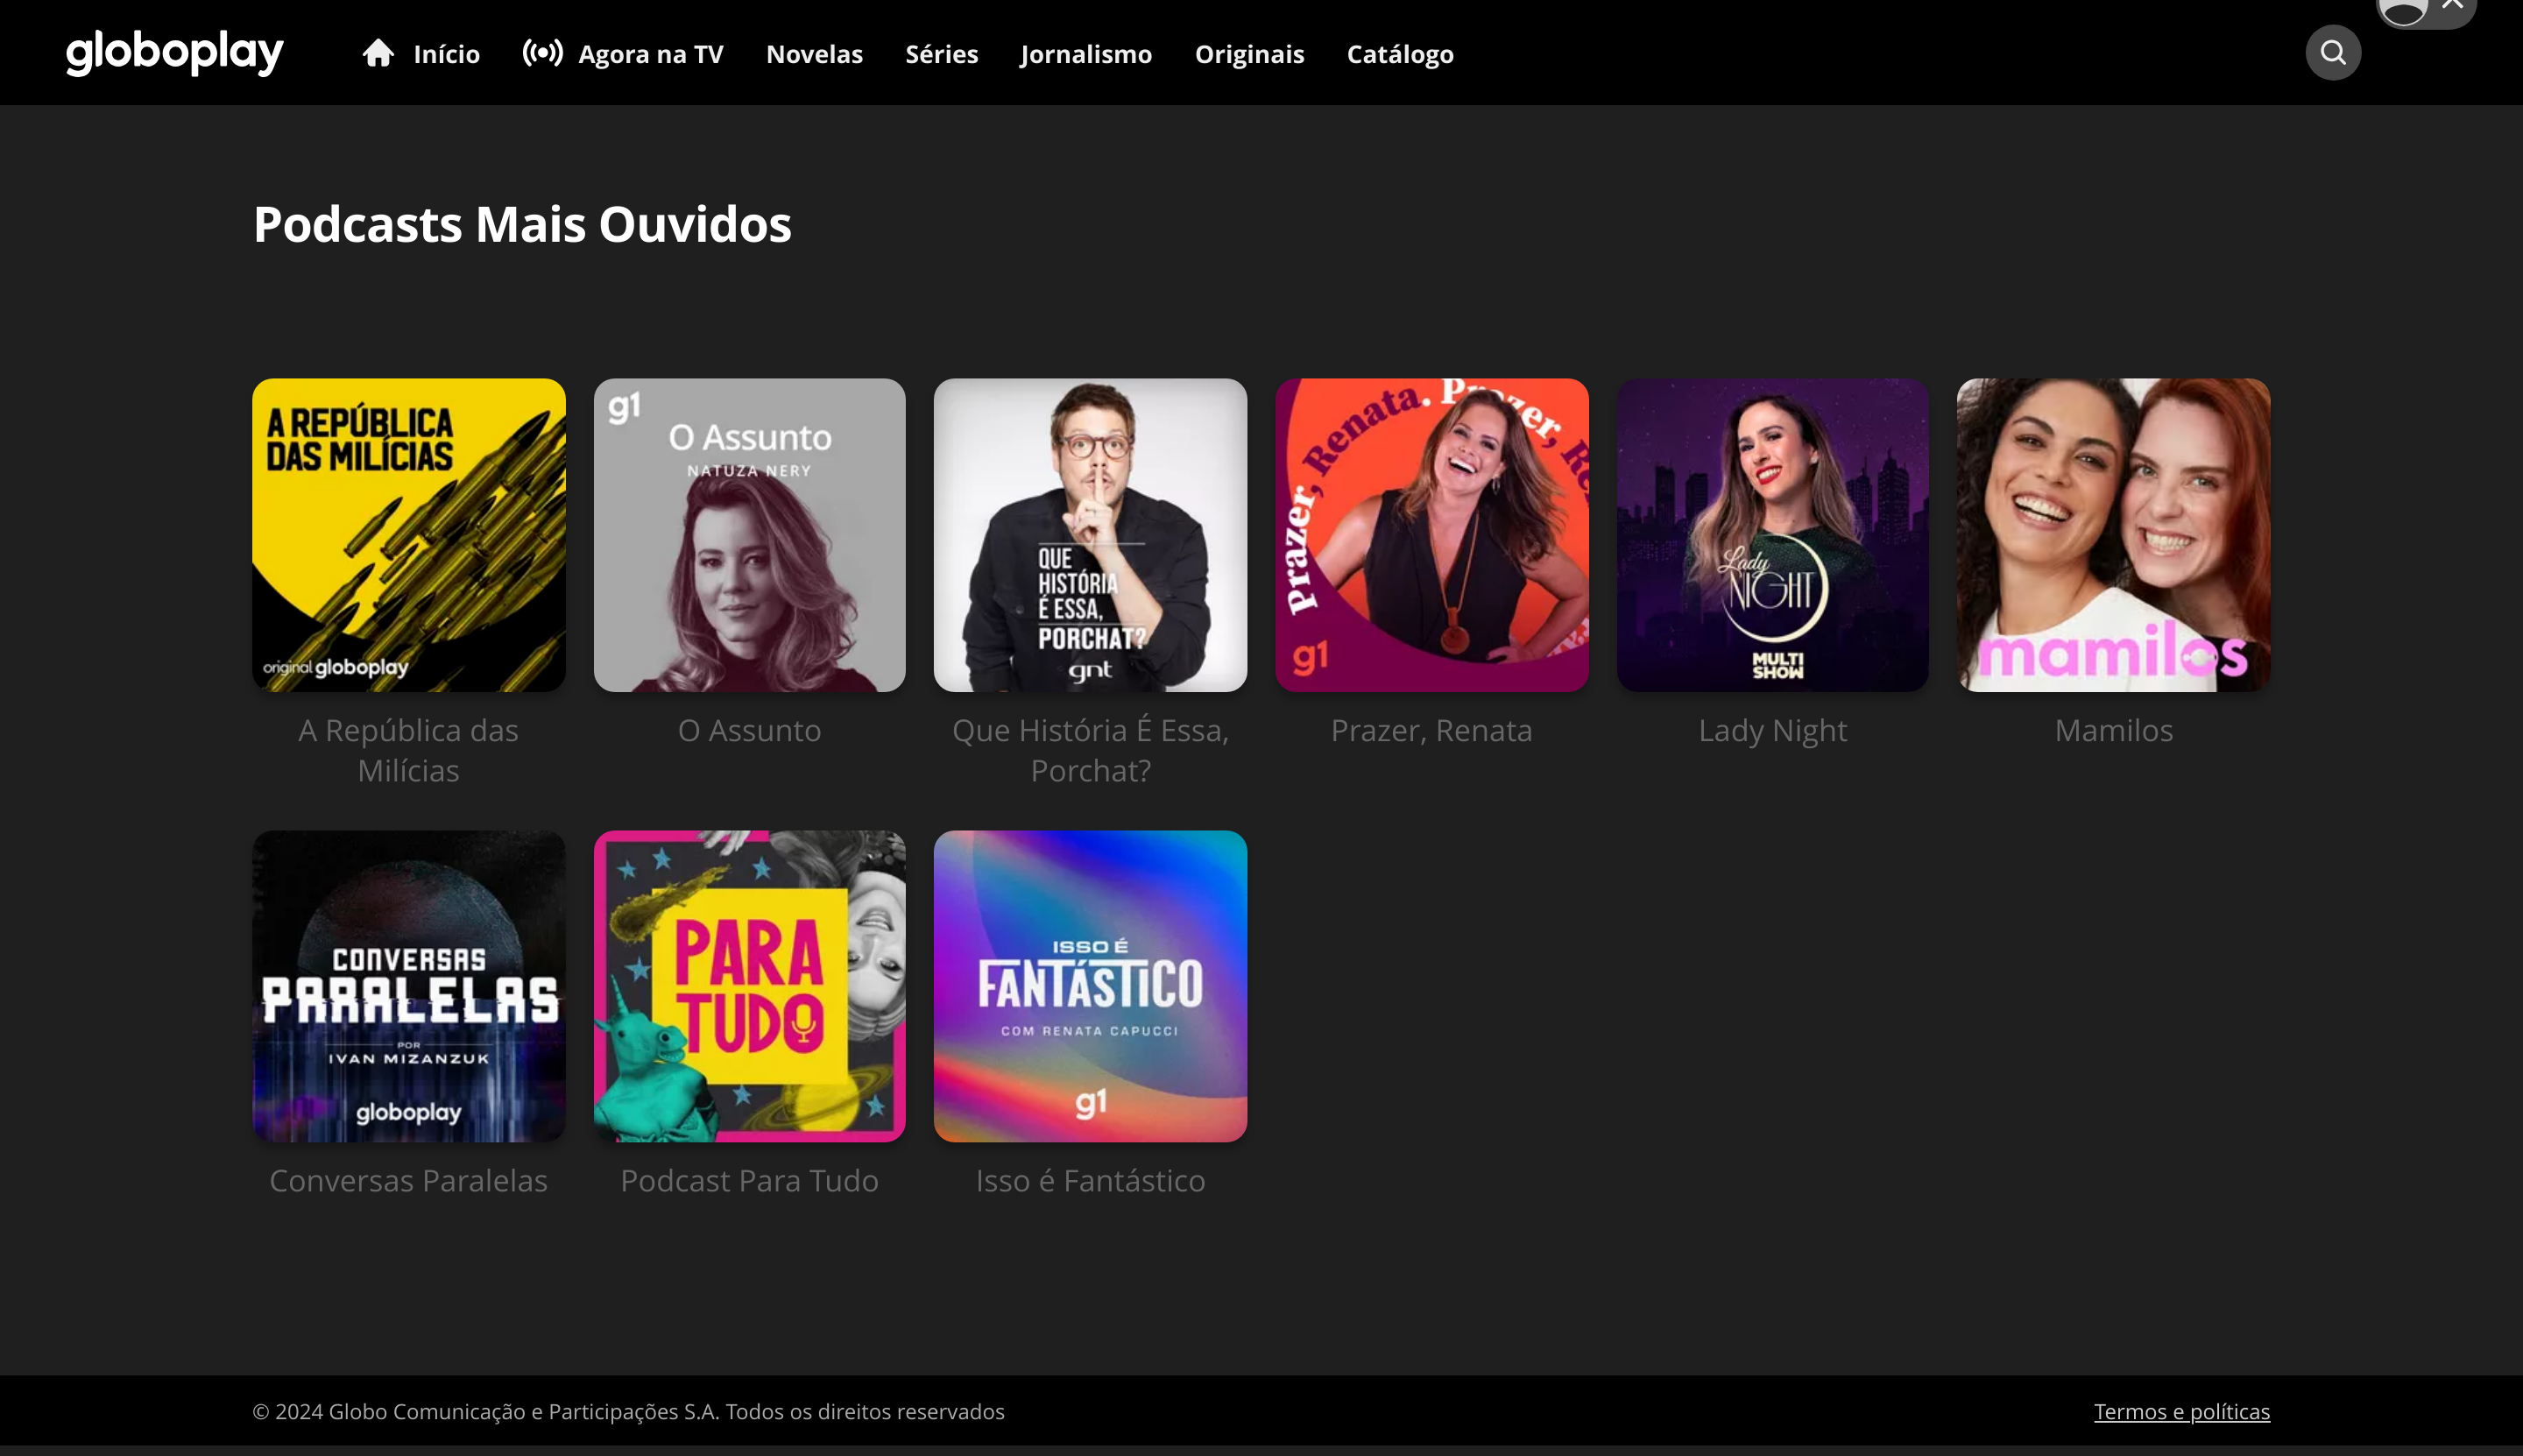 globoplay
Início
Agora na TV
Novelas
Séries
Jornalismo
Originais
Catálogo
Podcasts Mais Ouvidos
A REPÚBLICA
DAS MILÍCIAS
original globoplay
g1
O Assunto
NATUZA NERY
QUE
HISTÓRIA
É ESSA,
PORCHAT?
gnt
Prazer, Renata. Prazer,
g1
Lady
NIGHT
MULTI
SHOW
mamilos
A República das
Milícias
O Assunto
Que História É Essa,
Porchat?
Prazer, Renata
Lady Night
Mamilos
CONVERSAS
PARALELAS
POR
IVAN MIZANZUK
globoplay
PARA
TUDO
ISSO É
FANTÁSTICO
COM RENATA CAPUCCI
g1
Conversas Paralelas
Podcast Para Tudo
Isso é Fantástico
© 2024 Globo Comunicação e Participações S.A. Todos os direitos reservados
Termos e políticas